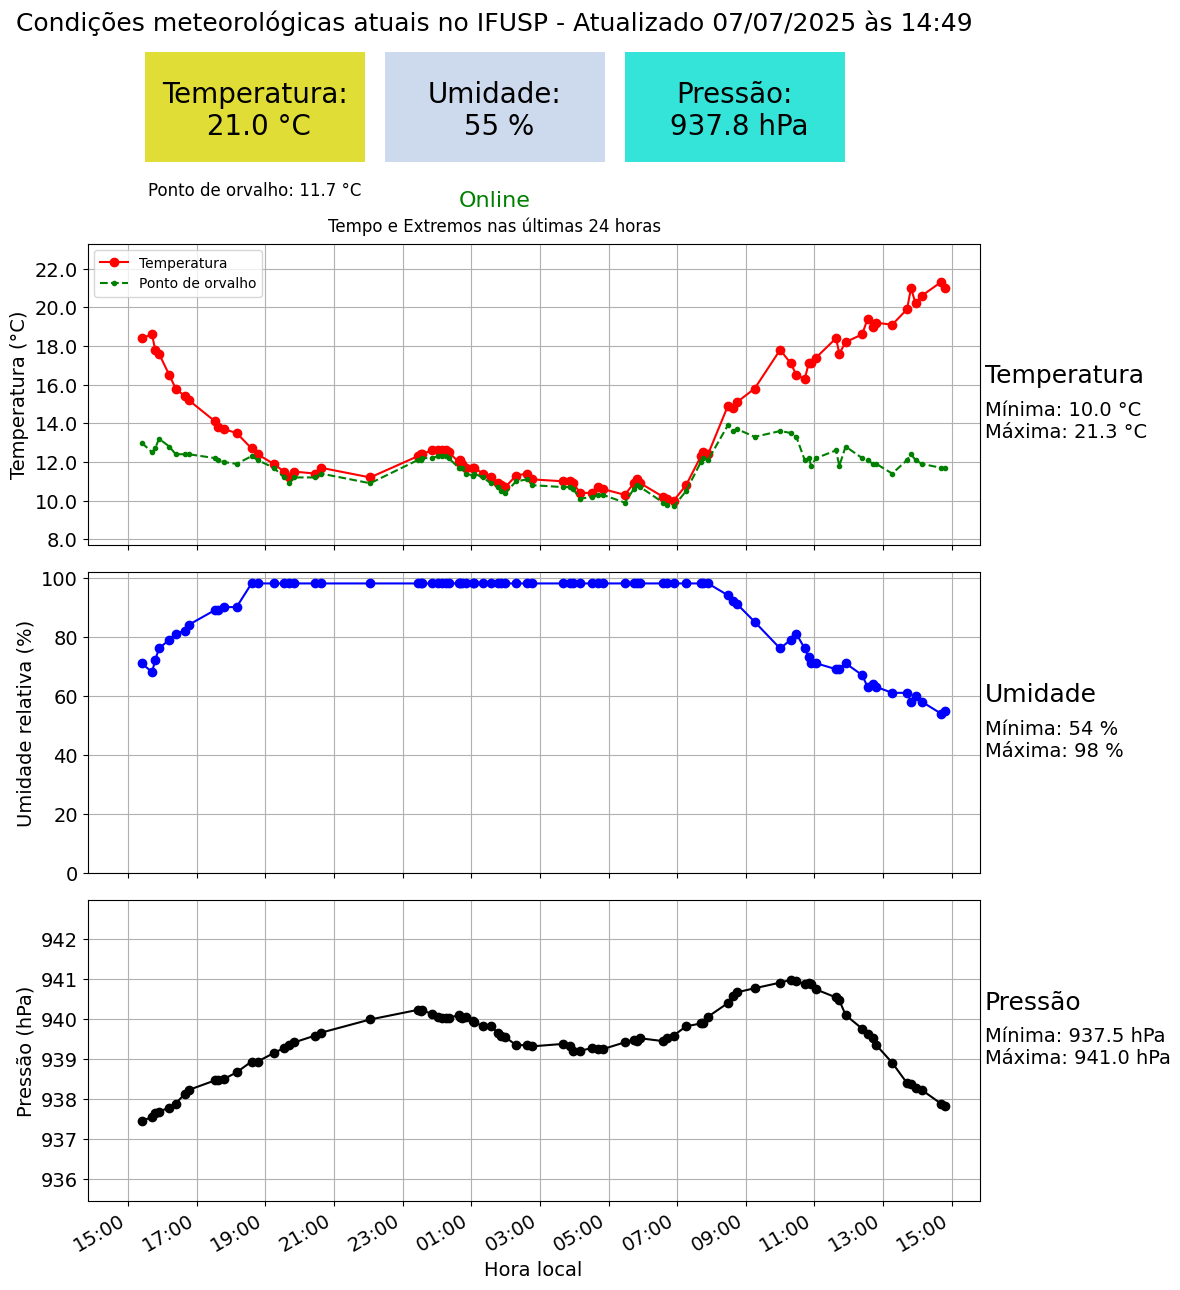 Condições meteorológicas atuais no IFUSP - Atualizado 07/07/2025 às 14:49
Temperatura:
21.0 °C
Umidade:
55 %
Pressão:
937.8 hPa
Ponto de orvalho: 11.7 °C
Online
Tempo e Extremos nas últimas 24 horas
Temperatura
Ponto de orvalho
Temperatura (°C)
22.0
20.0
18.0
16.0
14.0
12.0
10.0
8.0
Temperatura
Mínima: 10.0 °C
Máxima: 21.3 °C
Umidade relativa (%)
100
80
60
40
20
0
Umidade
Mínima: 54 %
Máxima: 98 %
Pressão (hPa)
942
941
940
939
938
937
936
Pressão
Mínima: 937.5 hPa
Máxima: 941.0 hPa
15:00
17:00
19:00
21:00
23:00
01:00
03:00
05:00
07:00
09:00
11:00
13:00
15:00
Hora local